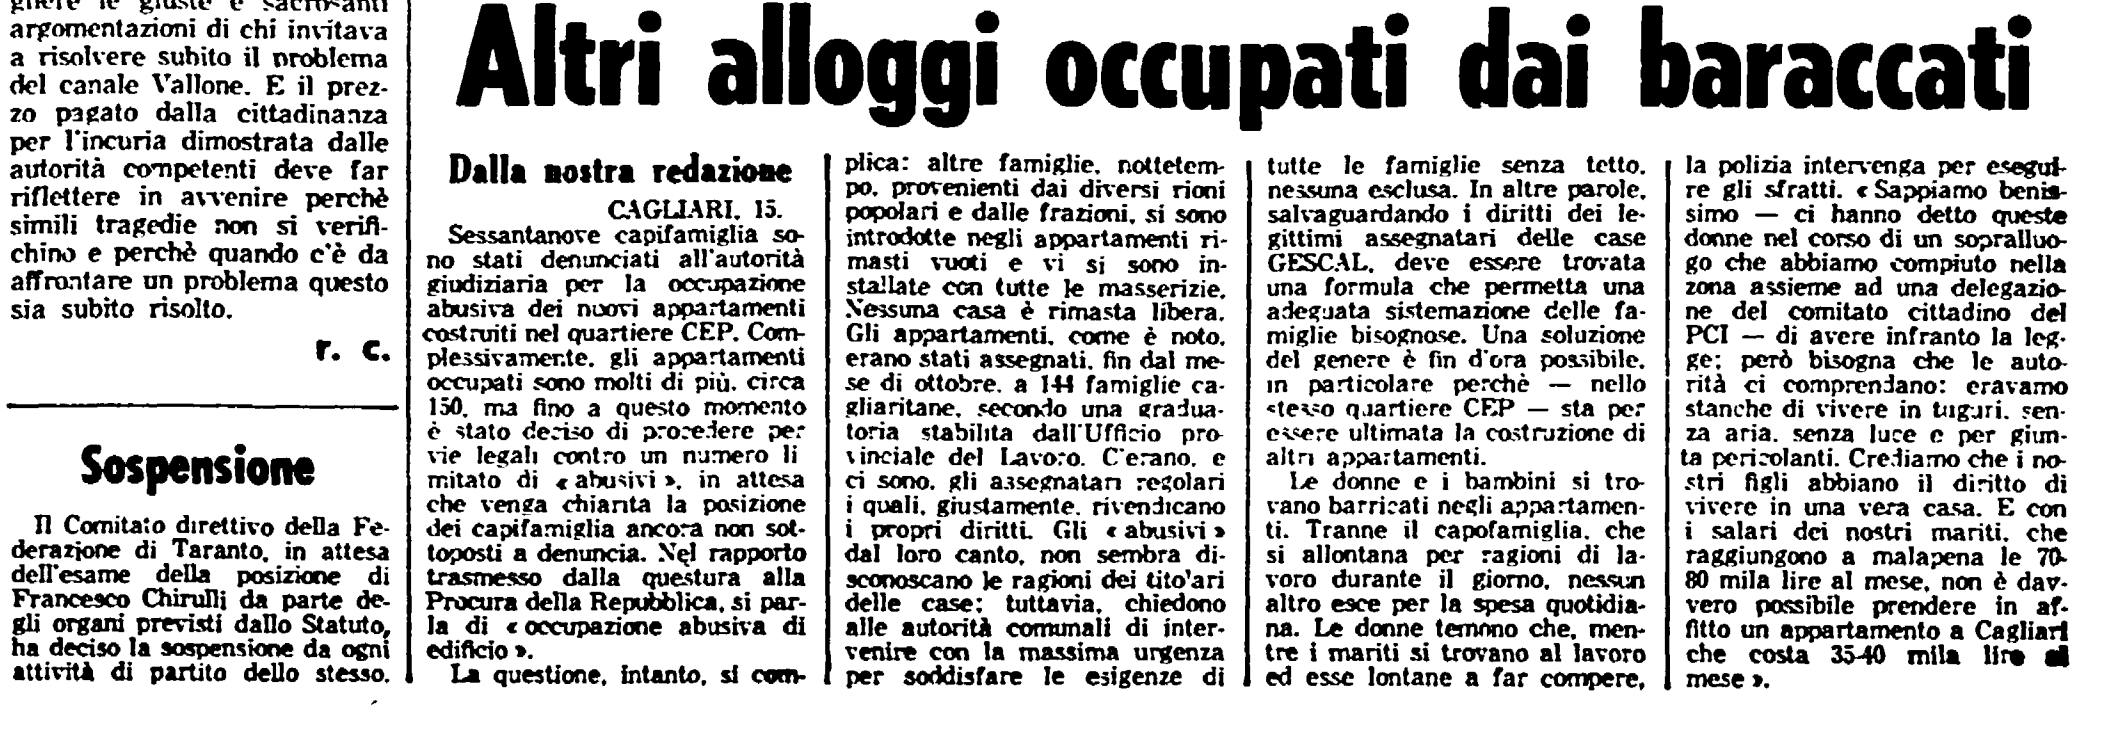 gliere le giuste e sacrosanti
argomentazioni di chi invitava
a risolvere subito il problema
del canale Vallone. E il prez-
zo pagato dalla cittadinanza
per l'incuria dimostrata dalle
autorità competenti deve far
riflettere in avvenire perchè
simili tragedie non si verifi-
chino e perchè quando c'è da
affrontare un problema questo
sia subito risolto.
r. c.
Sospensione
Il Comitato direttivo della Fe-
derazione di Taranto, in attesa
dell'esame della posizione di
Francesco Chirulli da parte de-
gli organi previsti dallo Statuto,
ha deciso la sospensione da ogni
attività di partito dello stesso.
Altri alloggi occupati dai baraccati
Dalla nostra redazione
CAGLIARI, 15.
Sessantanove capifamiglia so-
no stati denunciati all'autorità
giudiziaria per la occupazione
abusiva dei nuovi appartamenti
costruiti nel quartiere CEP. Com-
plessivamente, gli appartamenti
occupati sono molti di più, circa
150, ma fino a questo momento
è stato deciso di procedere per
vie legali contro un numero li
mitato di « abusivi », in attesa
che venga chiarita la posizione
dei capifamiglia ancora non sot-
toposti a denuncia. Nel rapporto
trasmesso dalla questura alla
Procura della Repubblica, si par-
la di « occupazione abusiva di
edificio ».
La questione, intanto, si com-
plica: altre famiglie, nottetem-
po, provenienti dai diversi rioni
popolari e dalle frazioni, si sono
introdotte negli appartamenti ri-
masti vuoti e vi si sono in-
stallate con tutte le masserizie.
Nessuna casa è rimasta libera.
Gli appartamenti, come è noto,
erano stati assegnati, fin dal me-
se di ottobre, a 144 famiglie ca-
gliaritane, secondo una gradua-
toria stabilita dall'Ufficio pro-
vinciale del Lavoro. C'erano, e
ci sono, gli assegnatari regolari
i quali, giustamente, rivendicano
i propri diritti. Gli « abusivi »
dal loro canto, non sembra di-
sconoscano le ragioni dei tito'ari
delle case; tuttavia, chiedono
alle autorità comunali di inter-
venire con la massima urgenza
per soddisfare le esigenze di
tutte le famiglie senza tetto,
nessuna esclusa. In altre parole,
salvaguardando i diritti dei le-
gittimi assegnatari delle case
GESCAL, deve essere trovata
una formula che permetta una
adeguata sistemazione delle fa-
miglie bisognose. Una soluzione
del genere è fin d'ora possibile,
in particolare perchè — nello
stesso quartiere CEP — sta per
essere ultimata la costruzione di
altri appartamenti.
Le donne e i bambini si tro-
vano barricati negli appartamen-
ti. Tranne il capofamiglia, che
si allontana per ragioni di la-
voro durante il giorno, nessun
altro esce per la spesa quotidia-
na. Le donne temono che, men-
tre i mariti si trovano al lavoro
ed esse lontane a far compere,
la polizia intervenga per esegui-
re gli sfratti. « Sappiamo benis-
simo — ci hanno detto queste
donne nel corso di un sopralluo-
go che abbiamo compiuto nella
zona assieme ad una delegazio-
ne del comitato cittadino del
PCI — di avere infranto la leg-
ge; però bisogna che le auto-
rità ci comprendano: eravamo
stanche di vivere in tuguri, sen-
za aria, senza luce e per giun-
ta pericolanti. Crediamo che i no-
stri figli abbiano il diritto di
vivere in una vera casa. E con
i salari dei nostri mariti, che
raggiungono a malapena le 70-
80 mila lire al mese, non è dav-
vero possibile prendere in af-
fitto un appartamento a Cagliari
che costa 35-40 mila lire al
mese ».